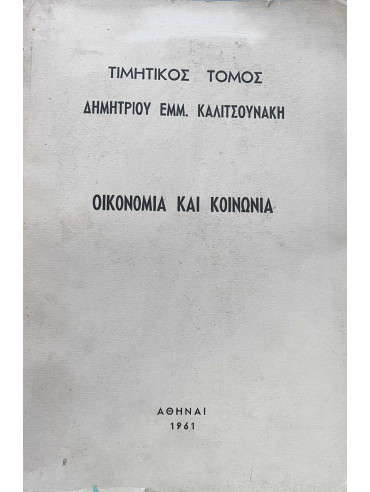 ΤΙΜΗΤΙΚΟΣ ΤΟΜΟΣ
ΔΗΜΗΤΡΙΟΥ ΕΜΜ. ΚΑΛΙΤΣΟΥΝΑΚΗ
ΟΙΚΟΝΟΜΙΑ ΚΑΙ ΚΟΙΝΩΝΙΑ
ΑΘΗΝΑΙ
1961